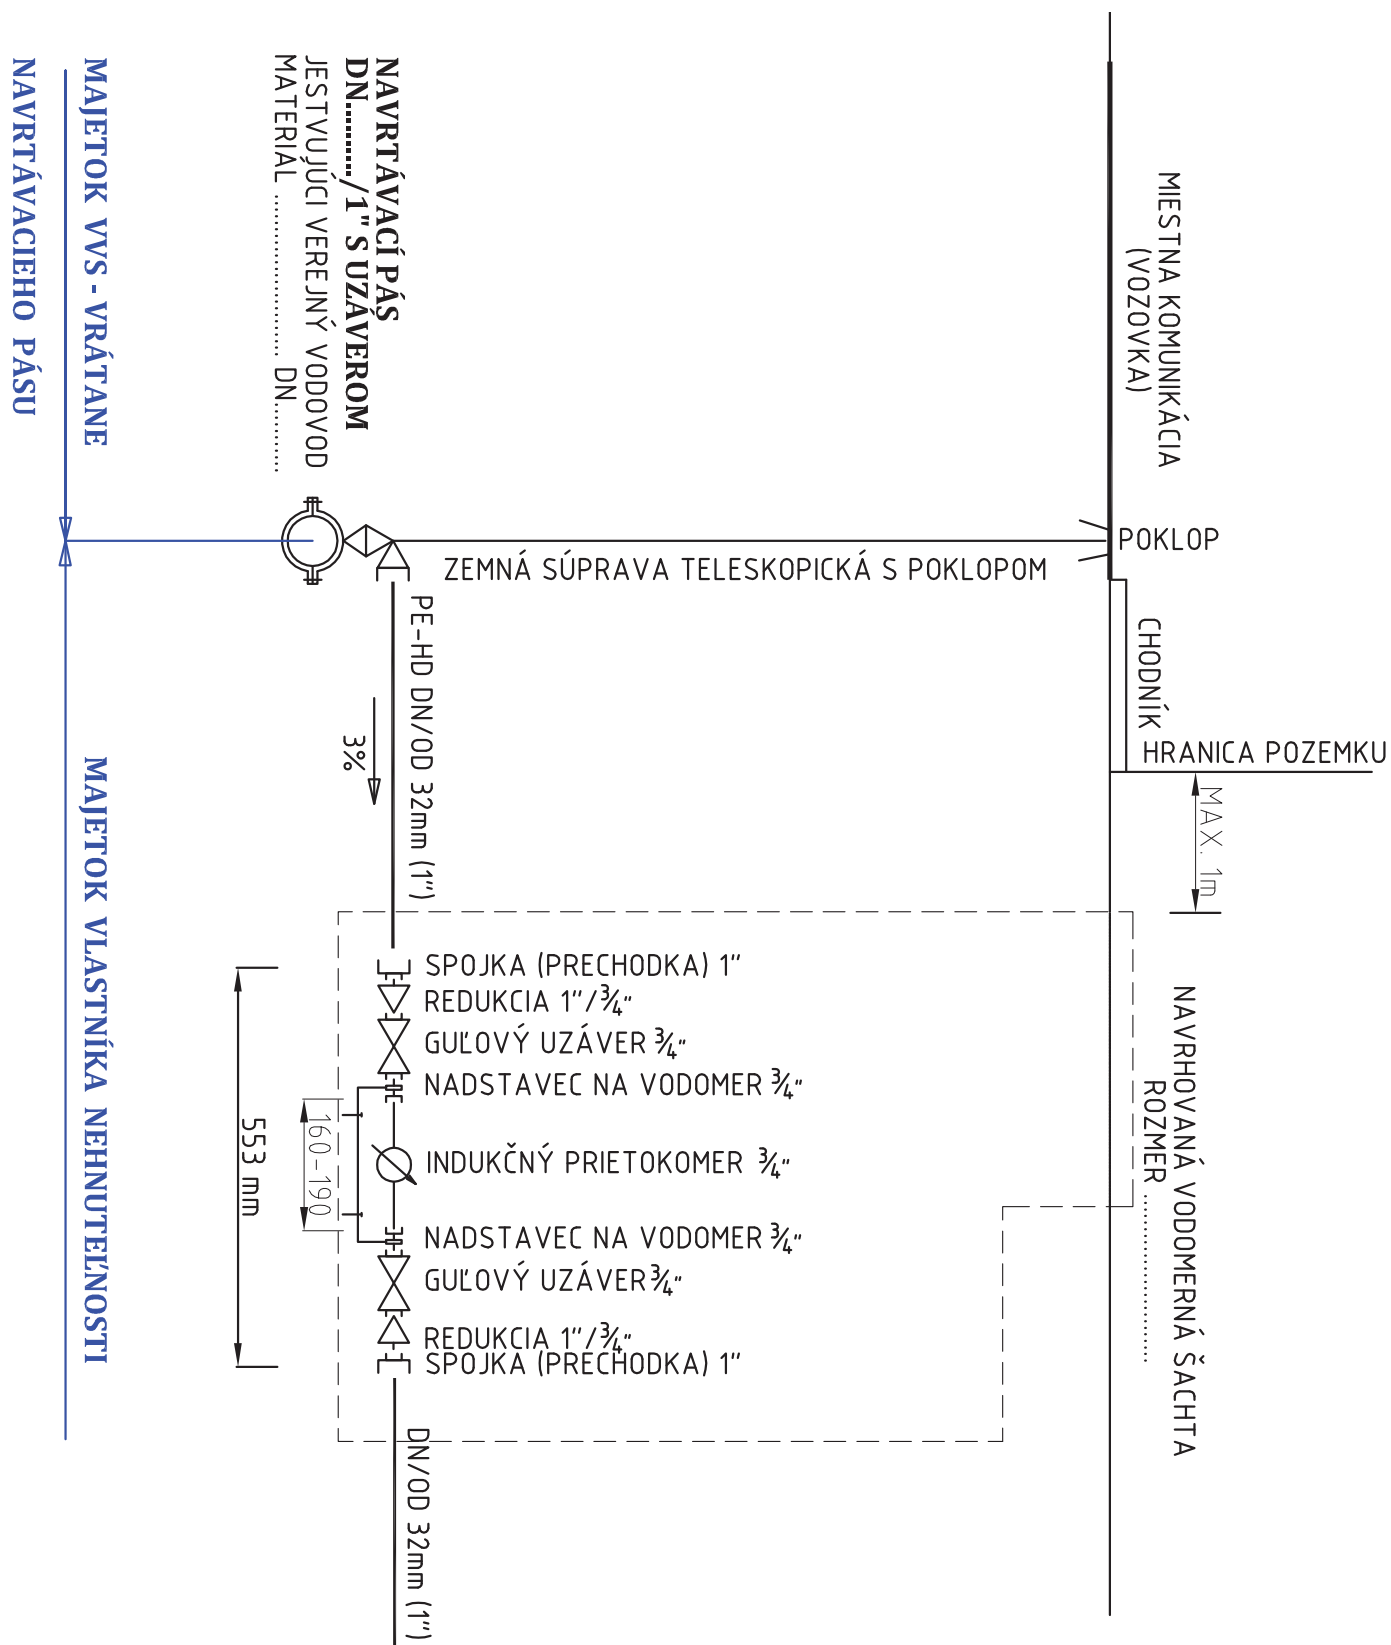 MIESTNA KOMUNIKÁCIA
(VOZOVKA)
POKLOP
CHODNÍK
HRANICA POZEMKU
MAX. 1m
NAVRHOVANÁ VODOMERNÁ ŠACHTA
ROZMER ........................
ZEMNÁ SÚPRAVA TELESKOPICKÁ S POKLOPOM
NAVRTÁVACÍ PÁS
DN.........../1" S UZÁVEROM
JESTVUJÚCI VEREJNÝ VODOVOD
MATERIAL ........................ DN...........
PE-HD DN/OD 32mm (1")
3%
SPOJKA (PRECHODKA) 1"
REDUKCIA 1"/¾"
GUĽOVÝ UZÁVER ¾"
NADSTAVEC NA VODOMER ¾"
INDUKČNÝ PRIETOKOMER ¾"
NADSTAVEC NA VODOMER ¾"
GUĽOVÝ UZÁVER ¾"
REDUKCIA 1"/¾"
SPOJKA (PRECHODKA) 1"
160-190
553 mm
DN/OD 32mm (1")
MAJETOK VVS - VRÁTANE
NAVRTÁVACIEHO PÁSU
MAJETOK VLASTNÍKA NEHNUTEĽNOSTI